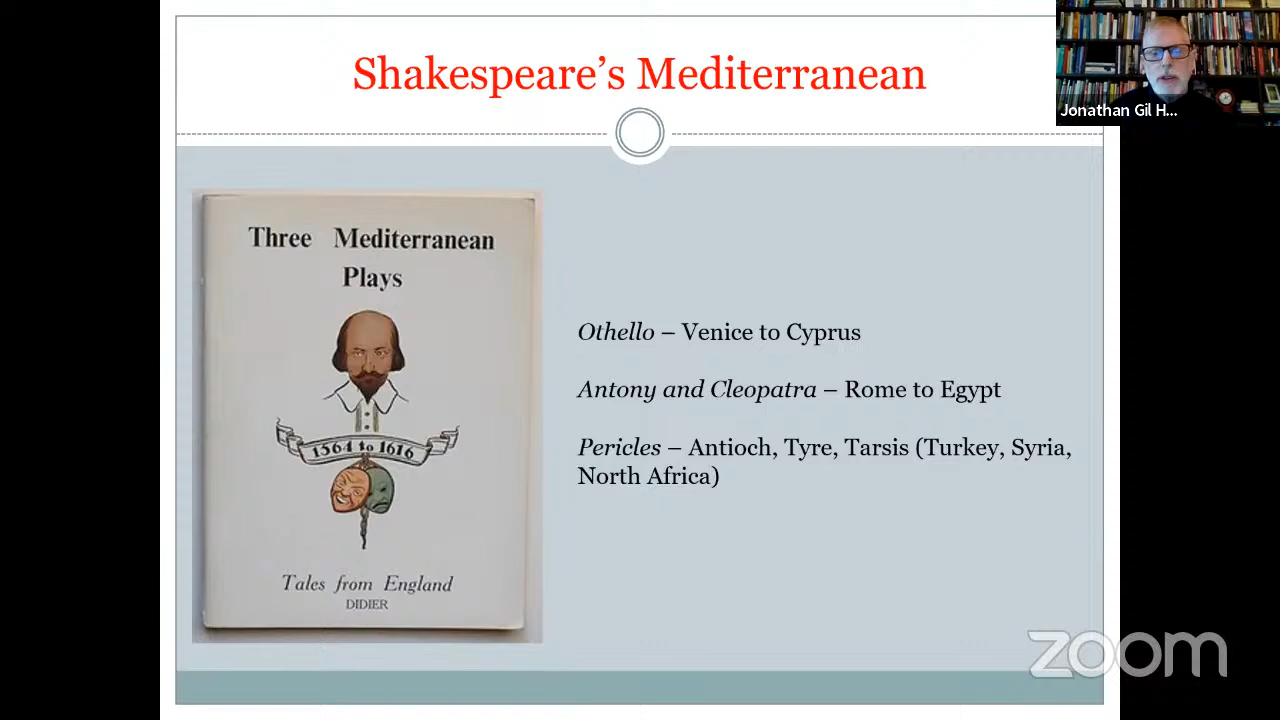 Shakespeare's Mediterranean
Jonathan Gil H...
Three Mediterranean
Plays
1564 to 1616
Tales from England
DIDIER
Othello – Venice to Cyprus
Antony and Cleopatra – Rome to Egypt
Pericles – Antioch, Tyre, Tarsis (Turkey, Syria,
North Africa)
zoom